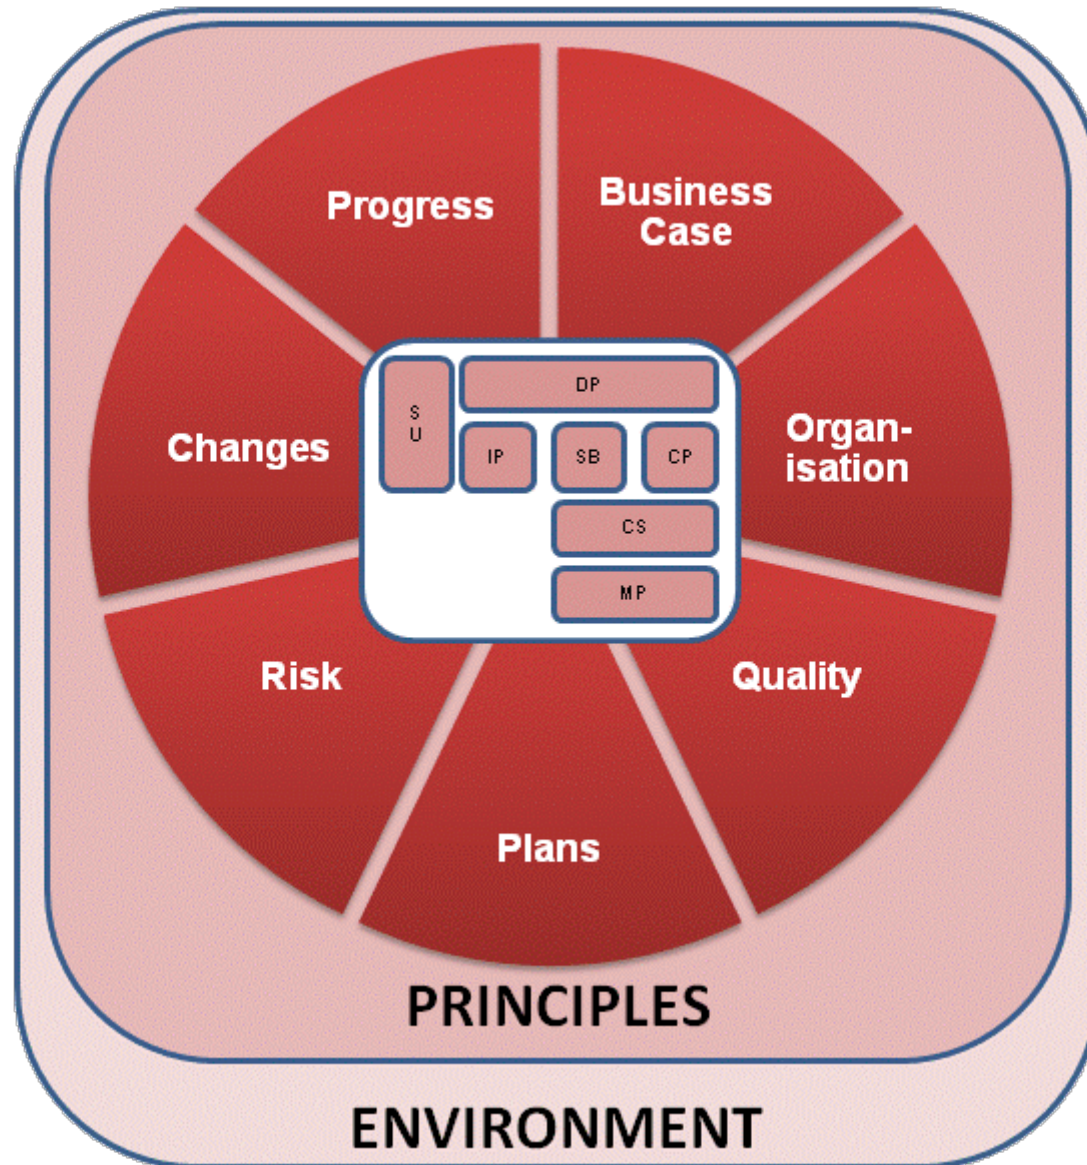 Progress
Business
Case
Changes
Organ-
isation
Risk
Quality
Plans
S
U
DP
IP
SB
CP
CS
MP
PRINCIPLES
ENVIRONMENT